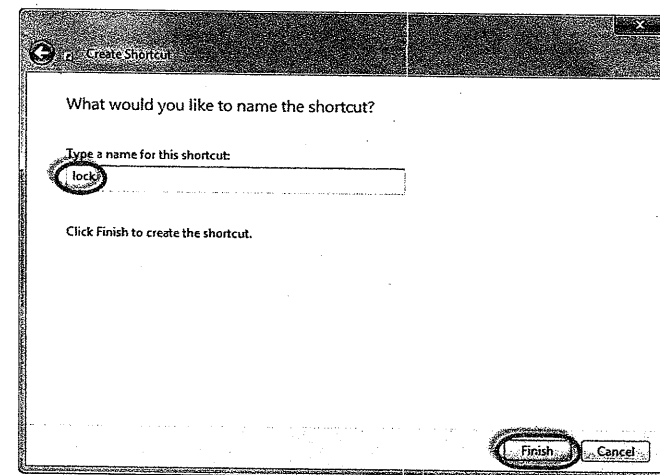 Create Shortcut
What would you like to name the shortcut?
Type a name for this shortcut:
lock
Click Finish to create the shortcut.
Finish Cancel